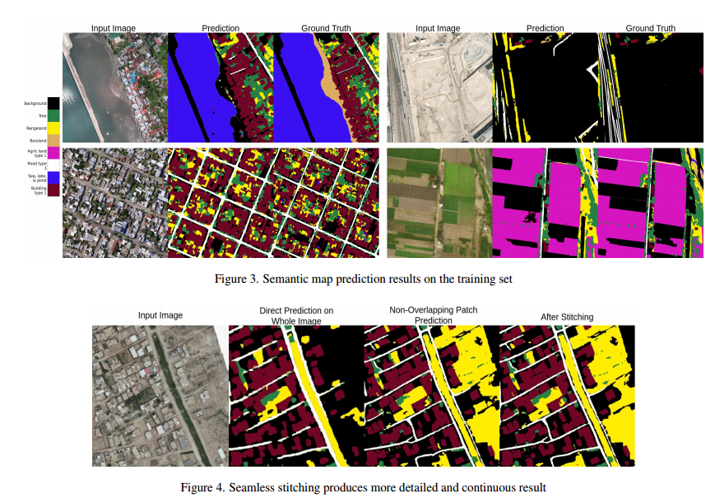 Input Image Prediction Ground Truth Input Image Prediction Ground Truth
Background
Tree
Rangeland
Bareland
Agric land
type 1
Road type
1
Sea, lake,
& pond
Building
type 1
Figure 3. Semantic map prediction results on the training set
Input Image
Direct Prediction on
Whole Image
Non-Overlapping Patch
Prediction
After Stitching
Figure 4. Seamless stitching produces more detailed and continuous result